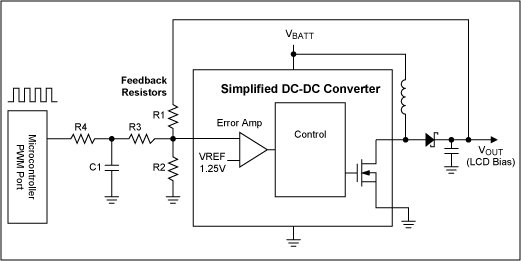 VBATT
Feedback
Resistors
Simplified DC-DC Converter
R1
R4
R3
Error Amp
Control
Microcontroller
PWM Port
C1
R2
VREF
1.25V
VOUT
(LCD Bias)